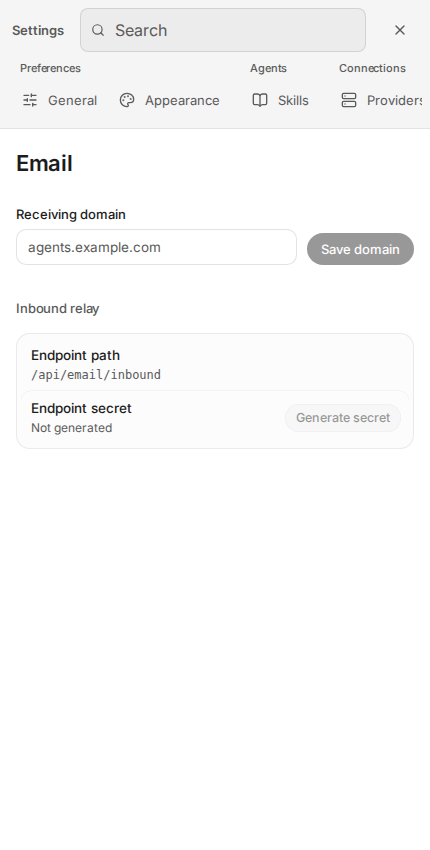 Settings
Search
Preferences
Agents
Connections
General
Appearance
Skills
Providers
Email
Receiving domain
agents.example.com
Save domain
Inbound relay
Endpoint path
/api/email/inbound
Endpoint secret
Not generated
Generate secret